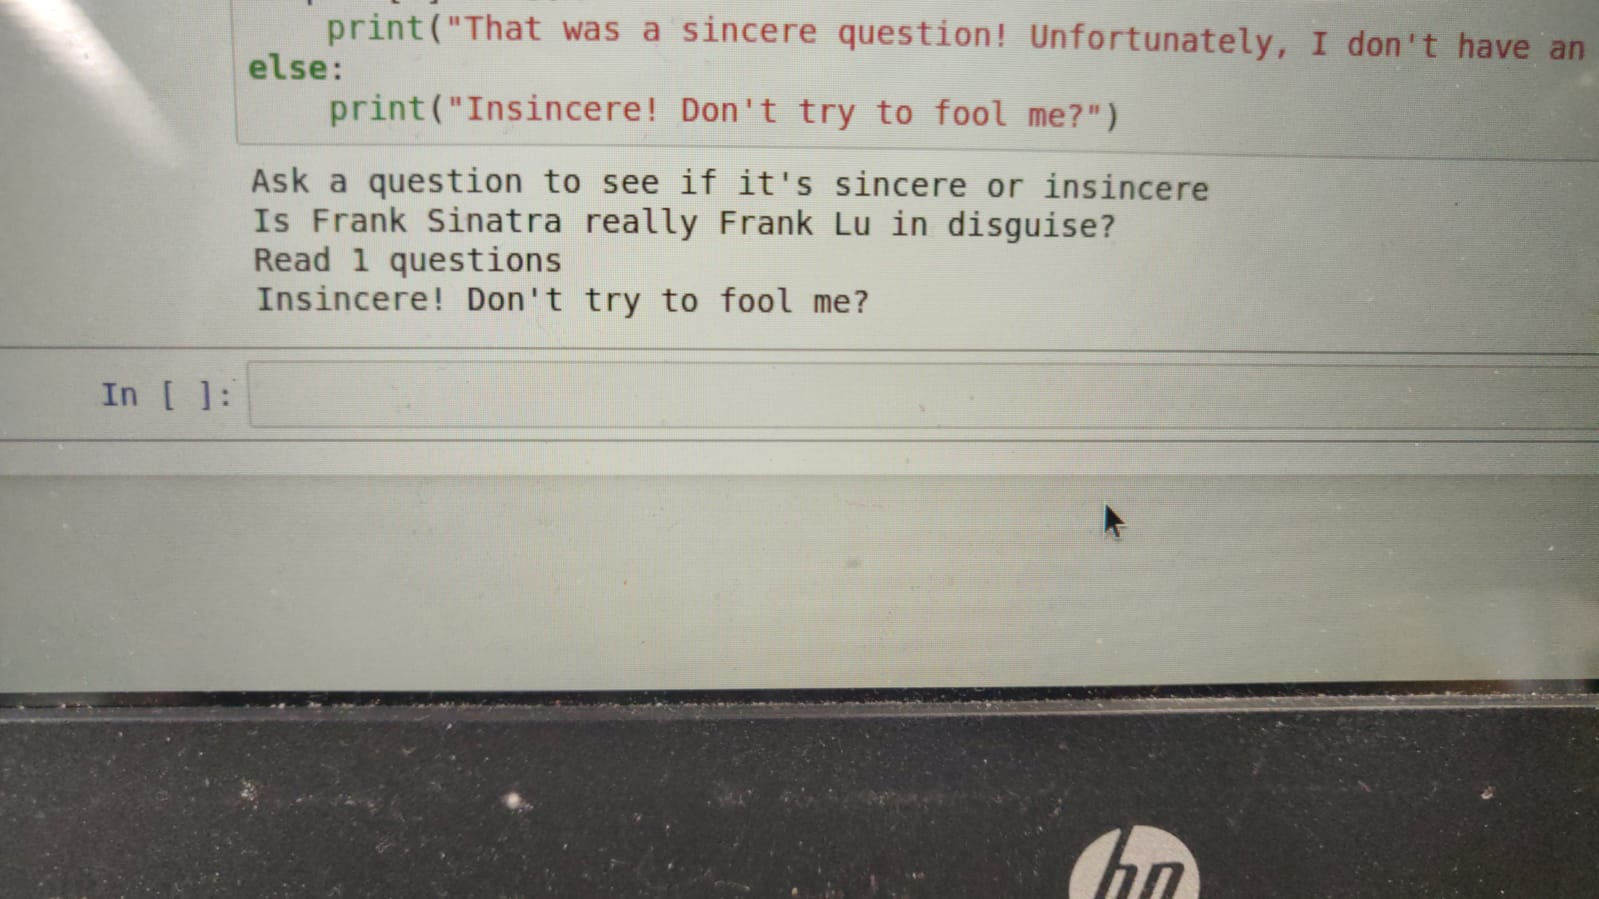 print("That was a sincere question! Unfortunately, I don't have an
else:
print("Insincere! Don't try to fool me?")
Ask a question to see if it's sincere or insincere
Is Frank Sinatra really Frank Lu in disguise?
Read 1 questions
Insincere! Don't try to fool me?
In [ ]:
hp